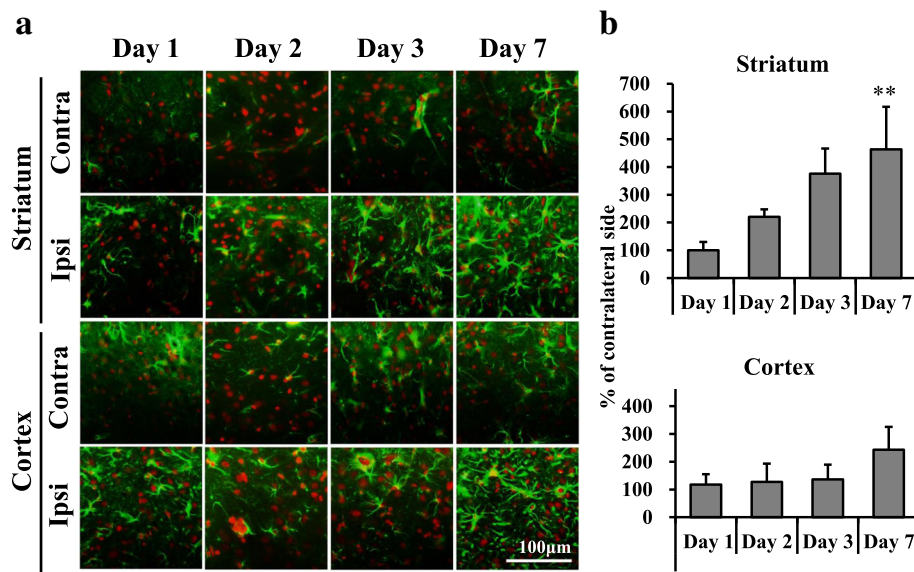 a
Day 1 Day 2 Day 3 Day 7
Striatum
Contra
Ipsi
Cortex
Contra
Ipsi
100μm
b
% of contralateral side
Striatum
**
700
600
500
400
300
200
100
0
Day 1 Day 2 Day 3 Day 7
Cortex
400
300
200
100
0
Day 1 Day 2 Day 3 Day 7